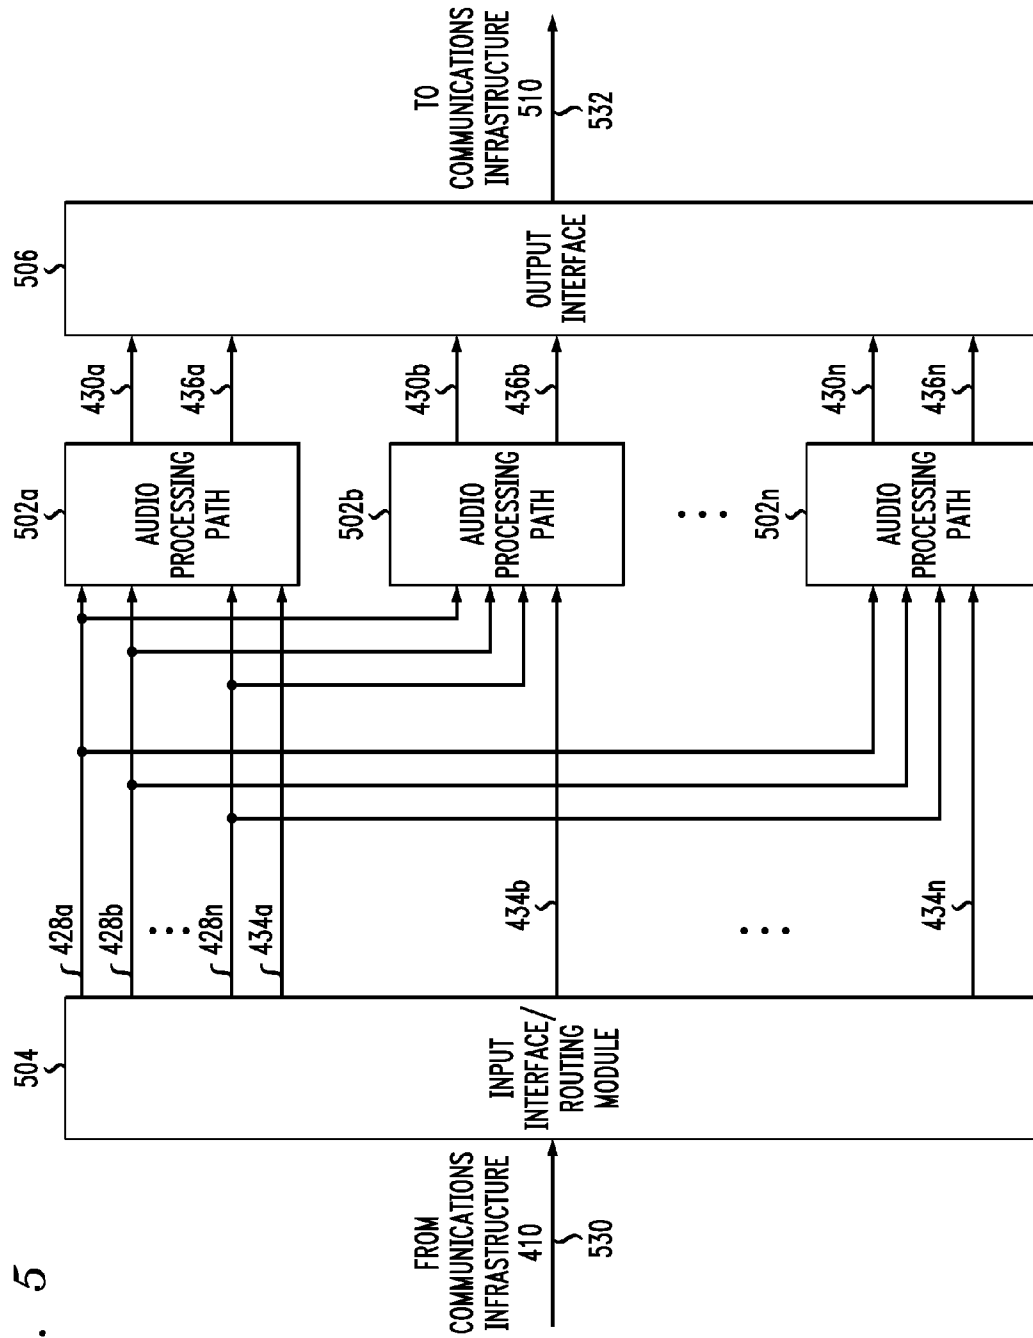 . 5
FROM
COMMUNICATIONS
INFRASTRUCTURE
410
530
504
INPUT
INTERFACE/
ROUTING
MODULE
428a
428b
428n
434a
434b
434n
502a
AUDIO
PROCESSING
PATH
502b
AUDIO
PROCESSING
PATH
502n
AUDIO
PROCESSING
PATH
430a
436a
430b
436b
430n
436n
506
OUTPUT
INTERFACE
TO
COMMUNICATIONS
INFRASTRUCTURE
510
532